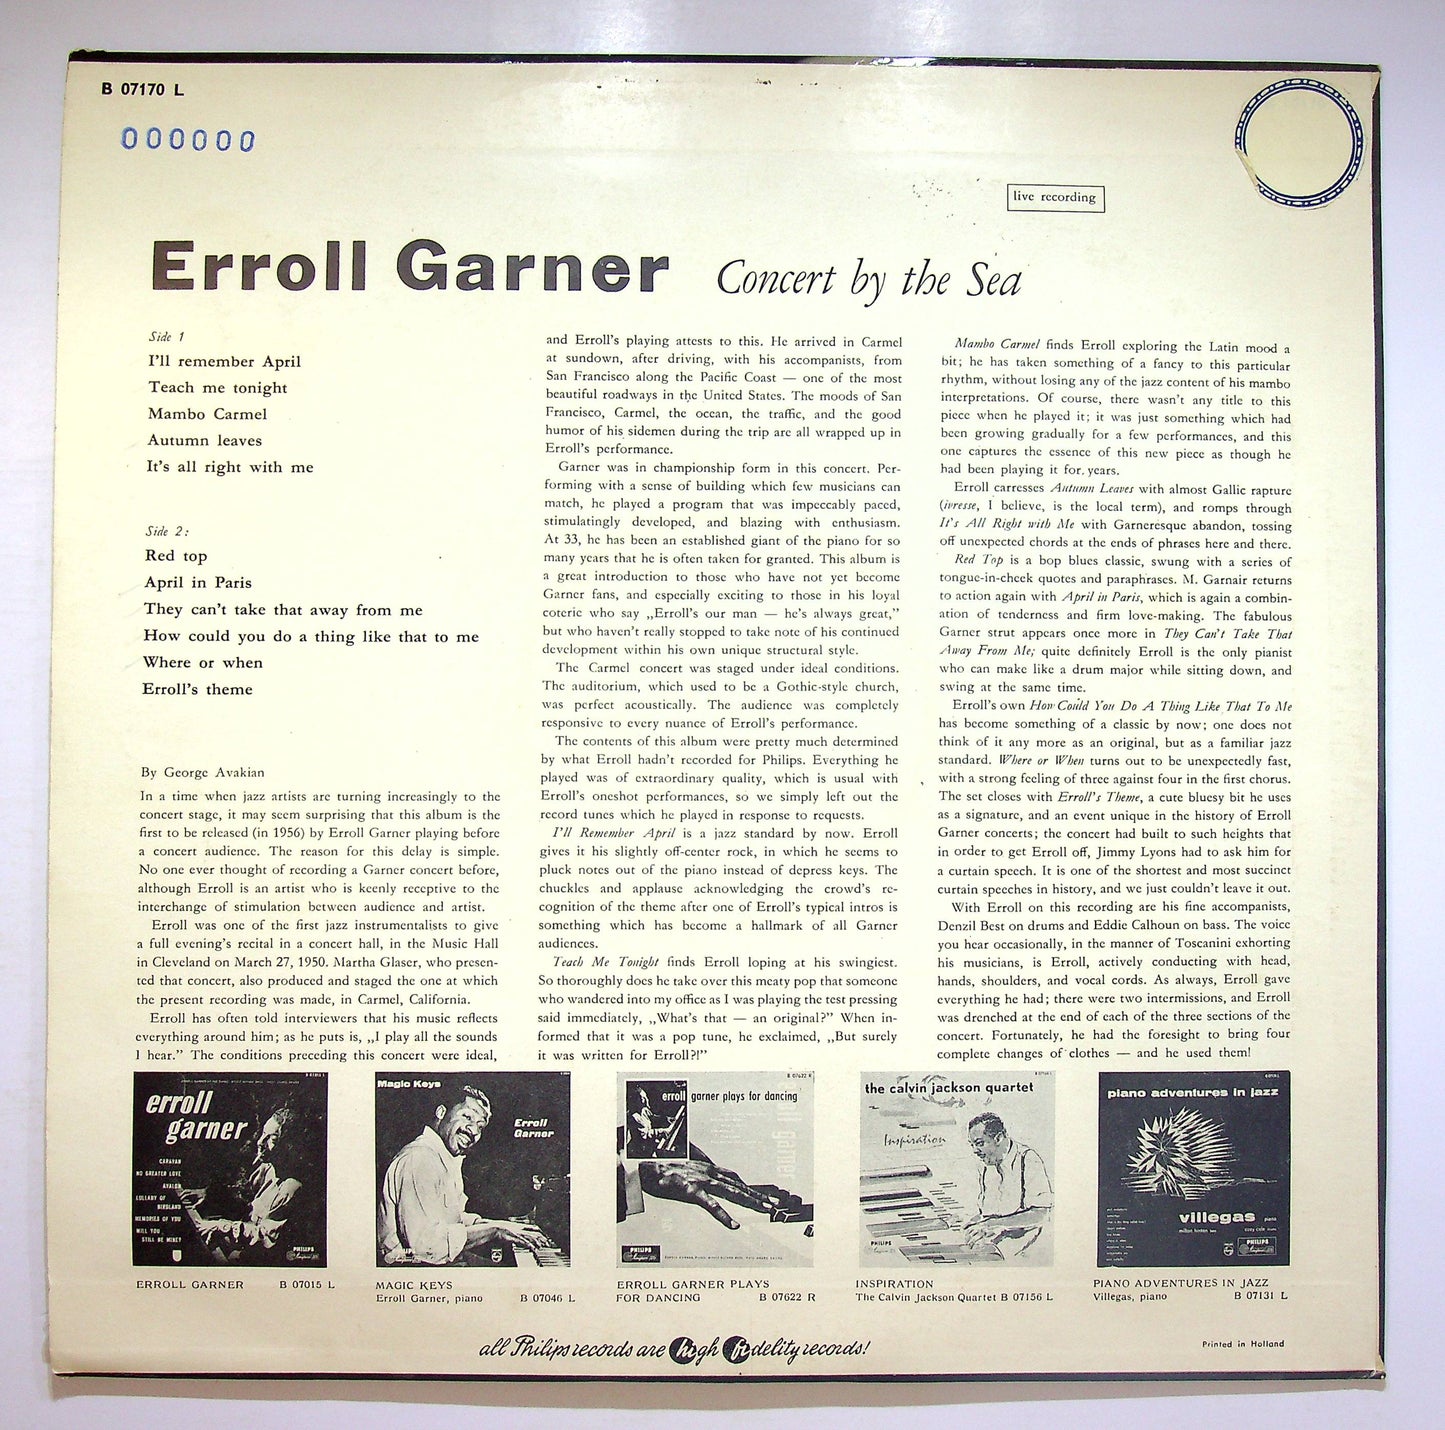 B 07170 L
000000
live recording
Erroll Garner Concert by the Sea
Side 1
I'll remember April
Teach me tonight
Mambo Carmel
Autumn leaves
It's all right with me
Side 2:
Red top
April in Paris
They can't take that away from me
How could you do a thing like that to me
Where or when
Erroll's theme
By George Avakian
In a time when jazz artists are turning increasingly to the
concert stage, it may seem surprising that this album is the
first to be released (in 1956) by Erroll Garner playing before
a concert audience. The reason for this delay is simple.
No one ever thought of recording a Garner concert before,
although Erroll is an artist who is keenly receptive to the
interchange of stimulation between audience and artist.
Erroll was one of the first jazz instrumentalists to give
a full evening's recital in a concert hall, in the Music Hall
in Cleveland on March 27, 1950. Martha Glaser, who presen-
ted that concert, also produced and staged the one at which
the present recording was made, in Carmel, California.
Erroll has often told interviewers that his music reflects
everything around him; as he puts is, „I play all the sounds
I hear.” The conditions preceding this concert were ideal,
and Erroll's playing attests to this. He arrived in Carmel
at sundown, after driving, with his accompanists, from
San Francisco along the Pacific Coast — one of the most
beautiful roadways in the United States. The moods of San
Francisco, Carmel, the ocean, the traffic, and the good
humor of his sidemen during the trip are all wrapped up in
Erroll's performance.
Garner was in championship form in this concert. Per-
forming with a sense of building which few musicians can
match, he played a program that was impeccably paced,
stimulatingly developed, and blazing with enthusiasm.
At 33, he has been an established giant of the piano for so
many years that he is often taken for granted. This album is
a great introduction to those who have not yet become
Garner fans, and especially exciting to those in his loyal
coterie who say „Erroll's our man — he's always great,”
but who haven't really stopped to take note of his continued
development within his own unique structural style.
The Carmel concert was staged under ideal conditions.
The auditorium, which used to be a Gothic-style church,
was perfect acoustically. The audience was completely
responsive to every nuance of Erroll's performance.
The contents of this album were pretty much determined
by what Erroll hadn't recorded for Philips. Everything he
played was of extraordinary quality, which is usual with
Erroll's oneshot performances, so we simply left out the
record tunes which he played in response to requests.
I'll Remember April is a jazz standard by now. Erroll
gives it his slightly off-center rock, in which he seems to
pluck notes out of the piano instead of depress keys. The
chuckles and applause acknowledging the crowd's re-
cognition of the theme after one of Erroll's typical intros is
something which has become a hallmark of all Garner
audiences.
Teach Me Tonight finds Erroll loping at his swingiest.
So thoroughly does he take over this meaty pop that someone
who wandered into my office as I was playing the test pressing
said immediately, „What's that — an original?” When in-
formed that it was a pop tune, he exclaimed, „But surely
it was written for Erroll?!”
Mambo Carmel finds Erroll exploring the Latin mood a
bit; he has taken something of a fancy to this particular
rhythm, without losing any of the jazz content of his mambo
interpretations. Of course, there wasn't any title to this
piece when he played it; it was just something which had
been growing gradually for a few performances, and this
one captures the essence of this new piece as though he
had been playing it for years.
Erroll carresses Autumn Leaves with almost Gallic rapture
(ivresse, I believe, is the local term), and romps through
It's All Right with Me with Garneresque abandon, tossing
off unexpected chords at the ends of phrases here and there.
Red Top is a bop blues classic, swung with a series of
tongue-in-cheek quotes and paraphrases. M. Garnair returns
to action again with April in Paris, which is again a combin-
ation of tenderness and firm love-making. The fabulous
Garner strut appears once more in They Can't Take That
Away From Me; quite definitely Erroll is the only pianist
who can make like a drum major while sitting down, and
swing at the same time.
Erroll's own How Could You Do A Thing Like That To Me
has become something of a classic by now; one does not
think of it any more as an original, but as a familiar jazz
standard. Where or When turns out to be unexpectedly fast,
with a strong feeling of three against four in the first chorus.
The set closes with Erroll's Theme, a cute bluesy bit he uses
as a signature, and an event unique in the history of Erroll
Garner concerts; the concert had built to such heights that
in order to get Erroll off, Jimmy Lyons had to ask him for
a curtain speech. It is one of the shortest and most succinct
curtain speeches in history, and we just couldn't leave it out.
With Erroll on this recording are his fine accompanists,
Denzil Best on drums and Eddie Calhoun on bass. The voice
you hear occasionally, in the manner of Toscanini exhorting
his musicians, is Erroll, actively conducting with head,
hands, shoulders, and vocal cords. As always, Erroll gave
everything he had; there were two intermissions, and Erroll
was drenched at the end of each of the three sections of the
concert. Fortunately, he had the foresight to bring four
complete changes of clothes — and he used them!
erroll
garner
CARAVAN
NO GREATER LOVE
AVALON
LULLABY OF
BIRDLAND
MEMORIES OF YOU
WILL YOU
STILL BE MINE?
PHILIPS
Magic Keys
Erroll
Garner
PHILIPS
B 07622 R
erroll garner plays for dancing
PHILIPS
the calvin jackson quartet
Inspiration
PHILIPS
piano adventures in jazz
villegas piano
PHILIPS
ERROLL GARNER B 07015 L
MAGIC KEYS
Erroll Garner, piano B 07046 L
ERROLL GARNER PLAYS
FOR DANCING B 07622 R
INSPIRATION
The Calvin Jackson Quartet B 07156 L
PIANO ADVENTURES IN JAZZ
Villegas, piano B 07131 L
all Philips records are high fidelity records!
Printed in Holland